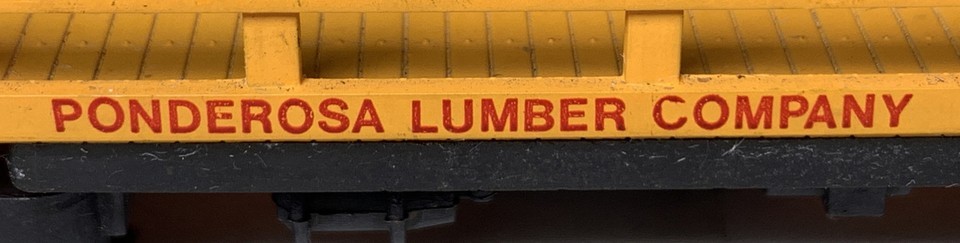 PONDEROSA LUMBER COMPANY